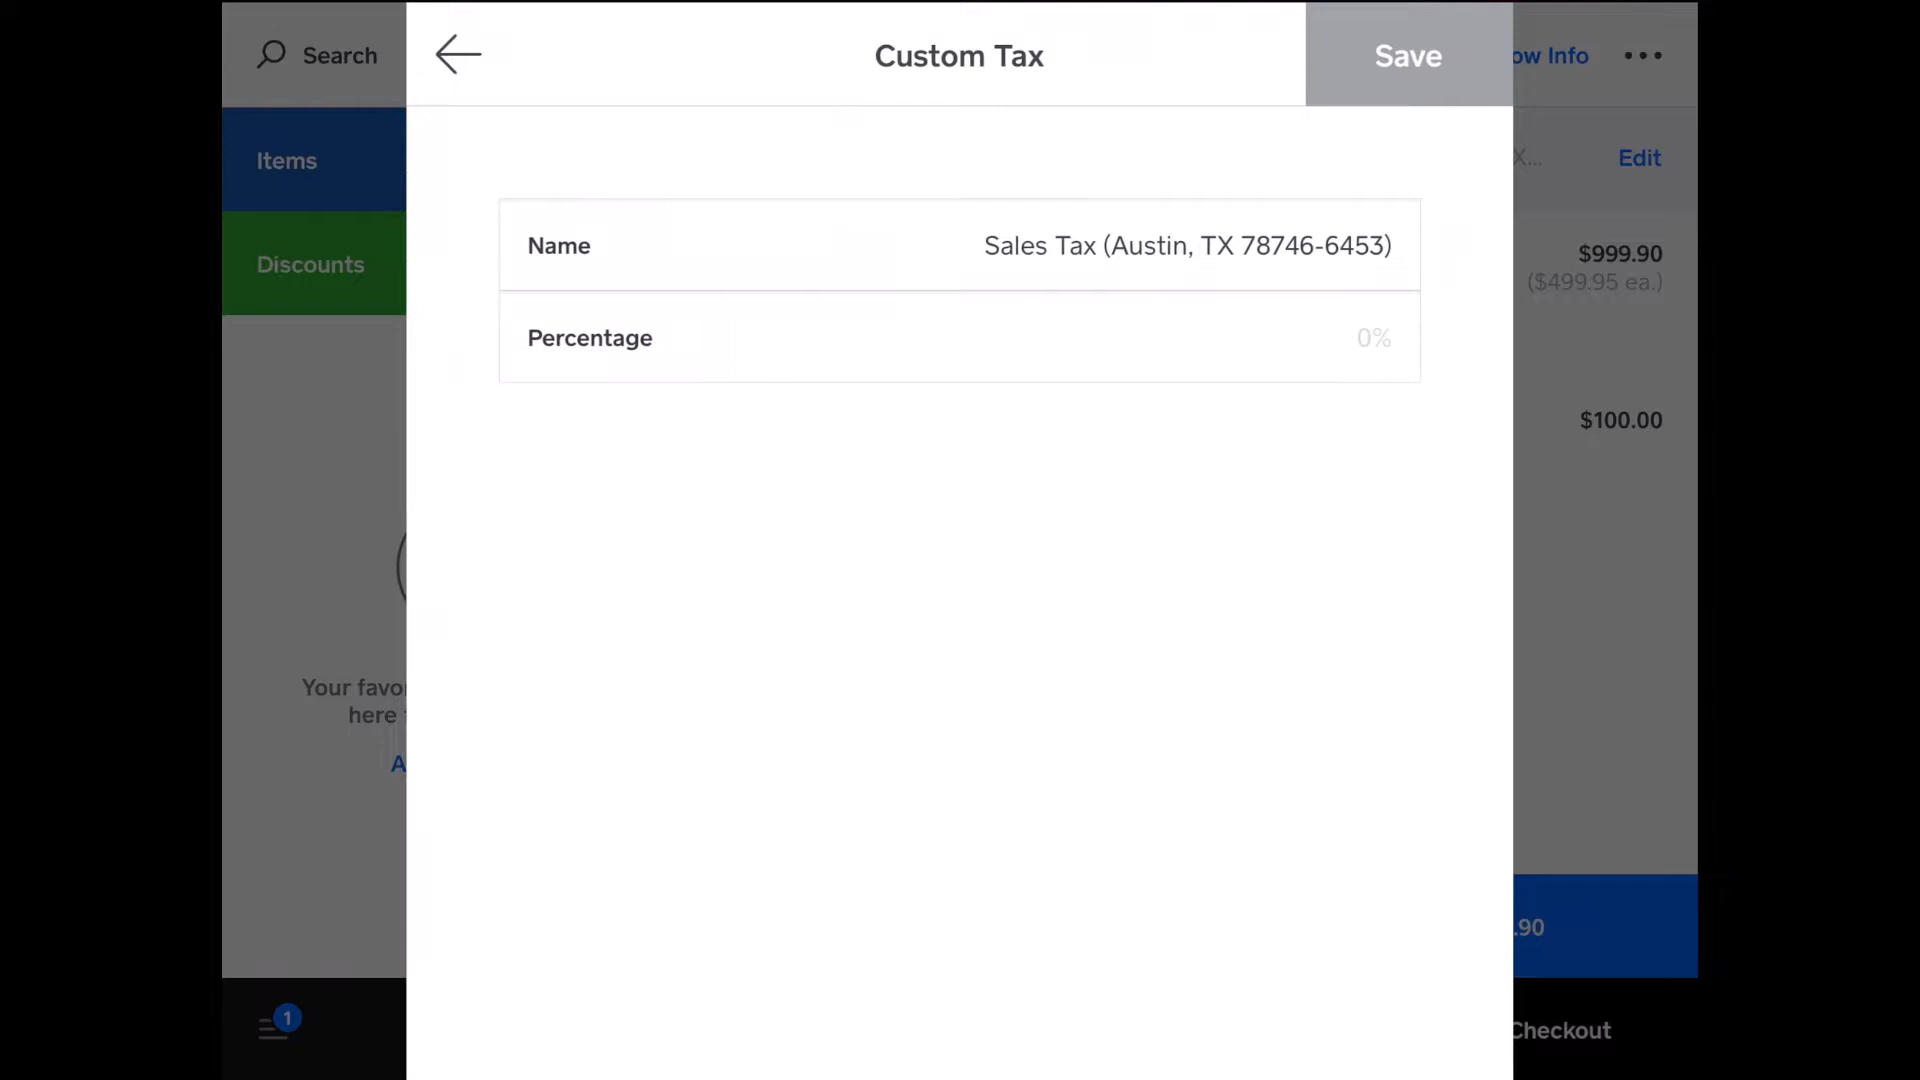 Search
Custom Tax
Save
ow Info
Items
X...
Edit
Name
Sales Tax (Austin, TX 78746-6453)
$999.90
($499.95 ea.)
Discounts
Percentage
0%
$100.00
Your favor
here
A
.90
1
Checkout